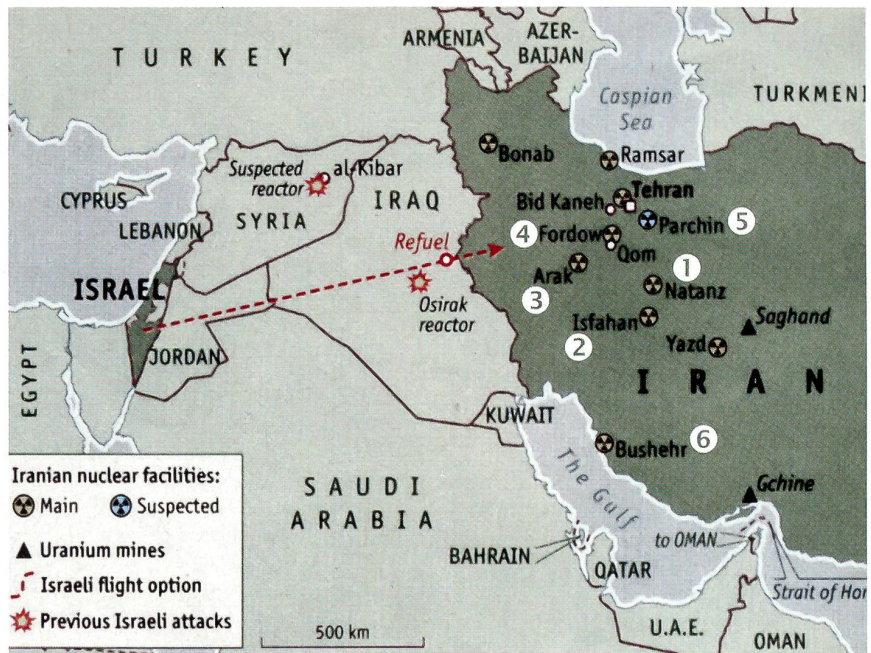 TURKEY
ARMENIA
AZER-
BAIJAN
Caspian
Sea
TURKMENI
Bonab
Ramsar
Suspected
reactor
al-Kibar
Tehran
CYPRUS
SYRIA
IRAQ
Bid Kaneh
LEBANON
Parchin
5
4
Fordow
Qom
Refuel
ISRAEL
Arak
1
Natanz
3
Osirak
reactor
Isfahan
Saghand
JORDAN
2
Yazd
EGYPT
IRAN
KUWAIT
Bushehr
6
The Gulf
Gchine
SAUDI
ARABIA
to OMAN
BAHRAIN
QATAR
Strait of Hor
U.A.E.
OMAN
Iranian nuclear facilities:
Main
Suspected
Uranium mines
Israeli flight option
Previous Israeli attacks
500 km